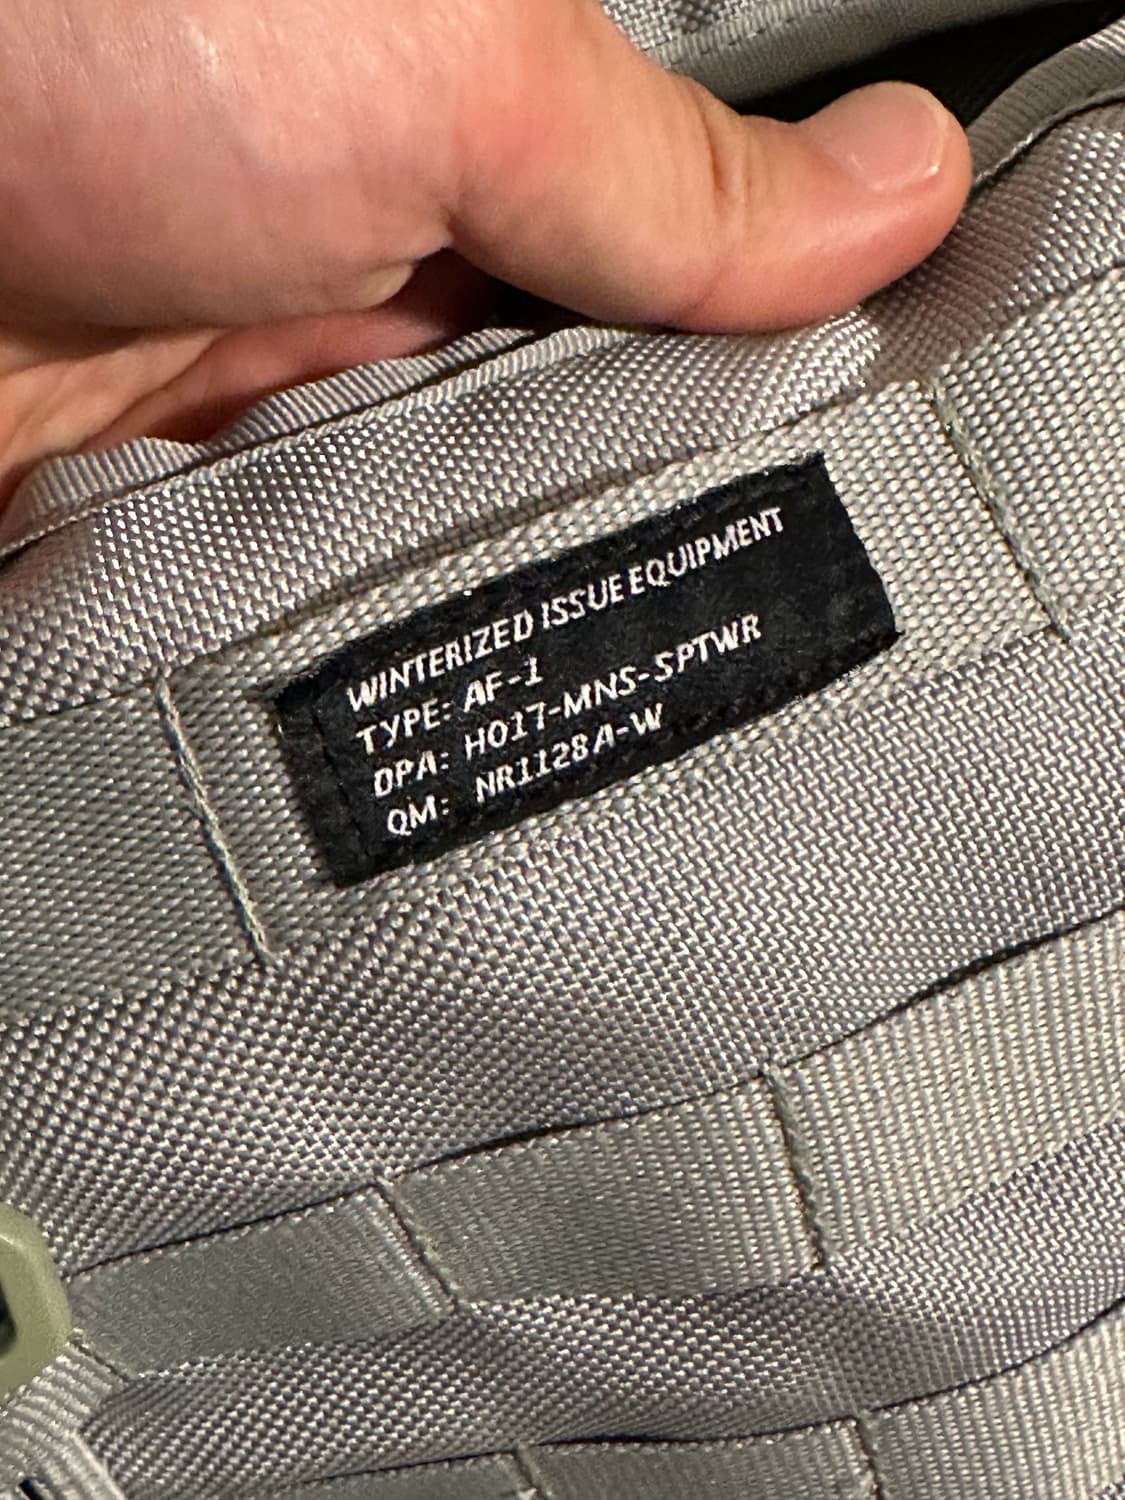 WINTERIZED ISSUE EQUIPMENT
TYPE: AF-1
DPA: H017-MNS-SPTWR
QM: NR1128A-W